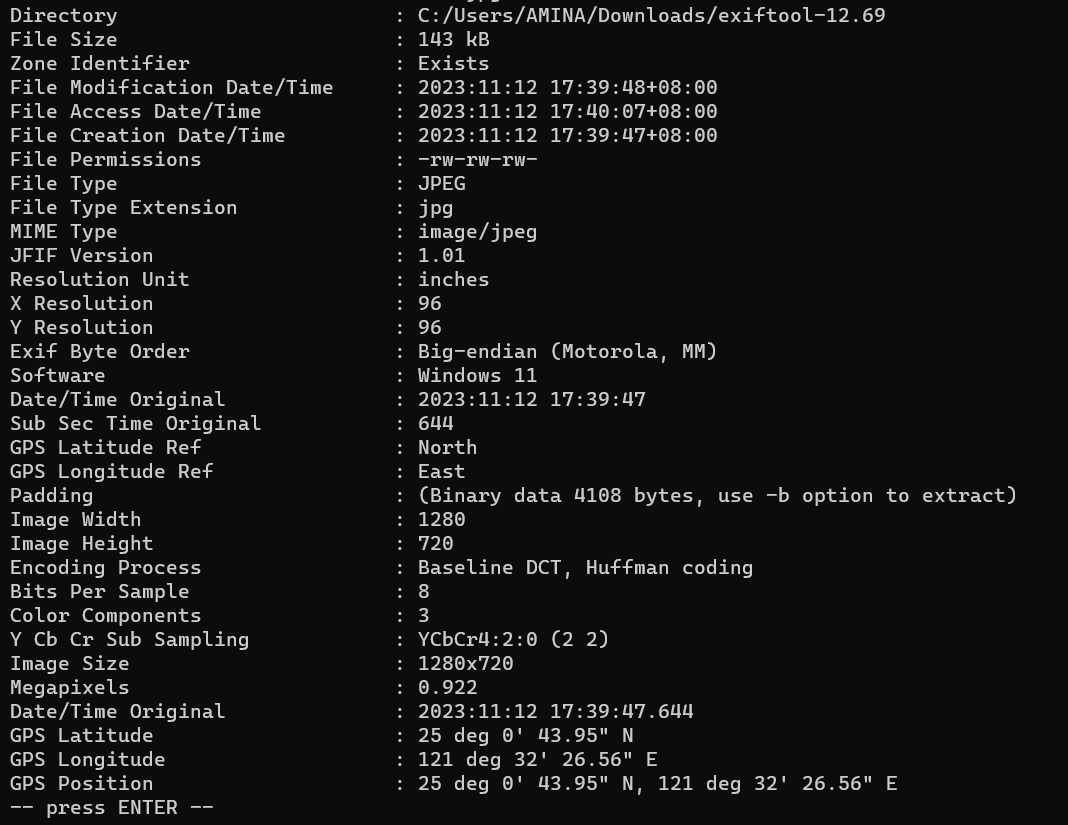 Directory : C:/Users/AMINA/Downloads/exiftool-12.69
File Size : 143 kB
Zone Identifier : Exists
File Modification Date/Time : 2023:11:12 17:39:48+08:00
File Access Date/Time : 2023:11:12 17:40:07+08:00
File Creation Date/Time : 2023:11:12 17:39:47+08:00
File Permissions : -rw-rw-rw-
File Type : JPEG
File Type Extension : jpg
MIME Type : image/jpeg
JFIF Version : 1.01
Resolution Unit : inches
X Resolution : 96
Y Resolution : 96
Exif Byte Order : Big-endian (Motorola, MM)
Software : Windows 11
Date/Time Original : 2023:11:12 17:39:47
Sub Sec Time Original : 644
GPS Latitude Ref : North
GPS Longitude Ref : East
Padding : (Binary data 4108 bytes, use -b option to extract)
Image Width : 1280
Image Height : 720
Encoding Process : Baseline DCT, Huffman coding
Bits Per Sample : 8
Color Components : 3
Y Cb Cr Sub Sampling : YCbCr4:2:0 (2 2)
Image Size : 1280x720
Megapixels : 0.922
Date/Time Original : 2023:11:12 17:39:47.644
GPS Latitude : 25 deg 0' 43.95" N
GPS Longitude : 121 deg 32' 26.56" E
GPS Position : 25 deg 0' 43.95" N, 121 deg 32' 26.56" E
-- press ENTER --